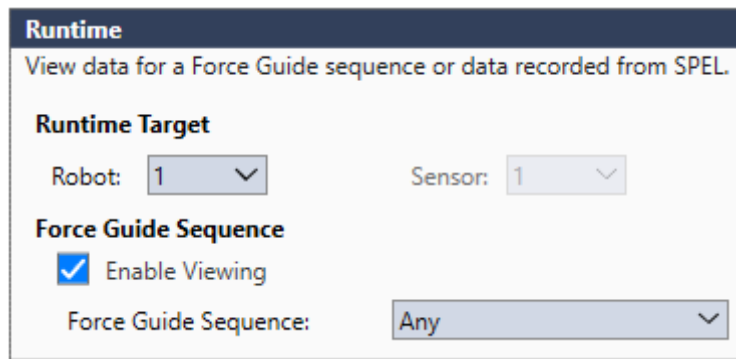 Runtime
View data for a Force Guide sequence or data recorded from SPEL.
Runtime Target
Robot: 1 Sensor: 1
Force Guide Sequence
Enable Viewing
Force Guide Sequence: Any